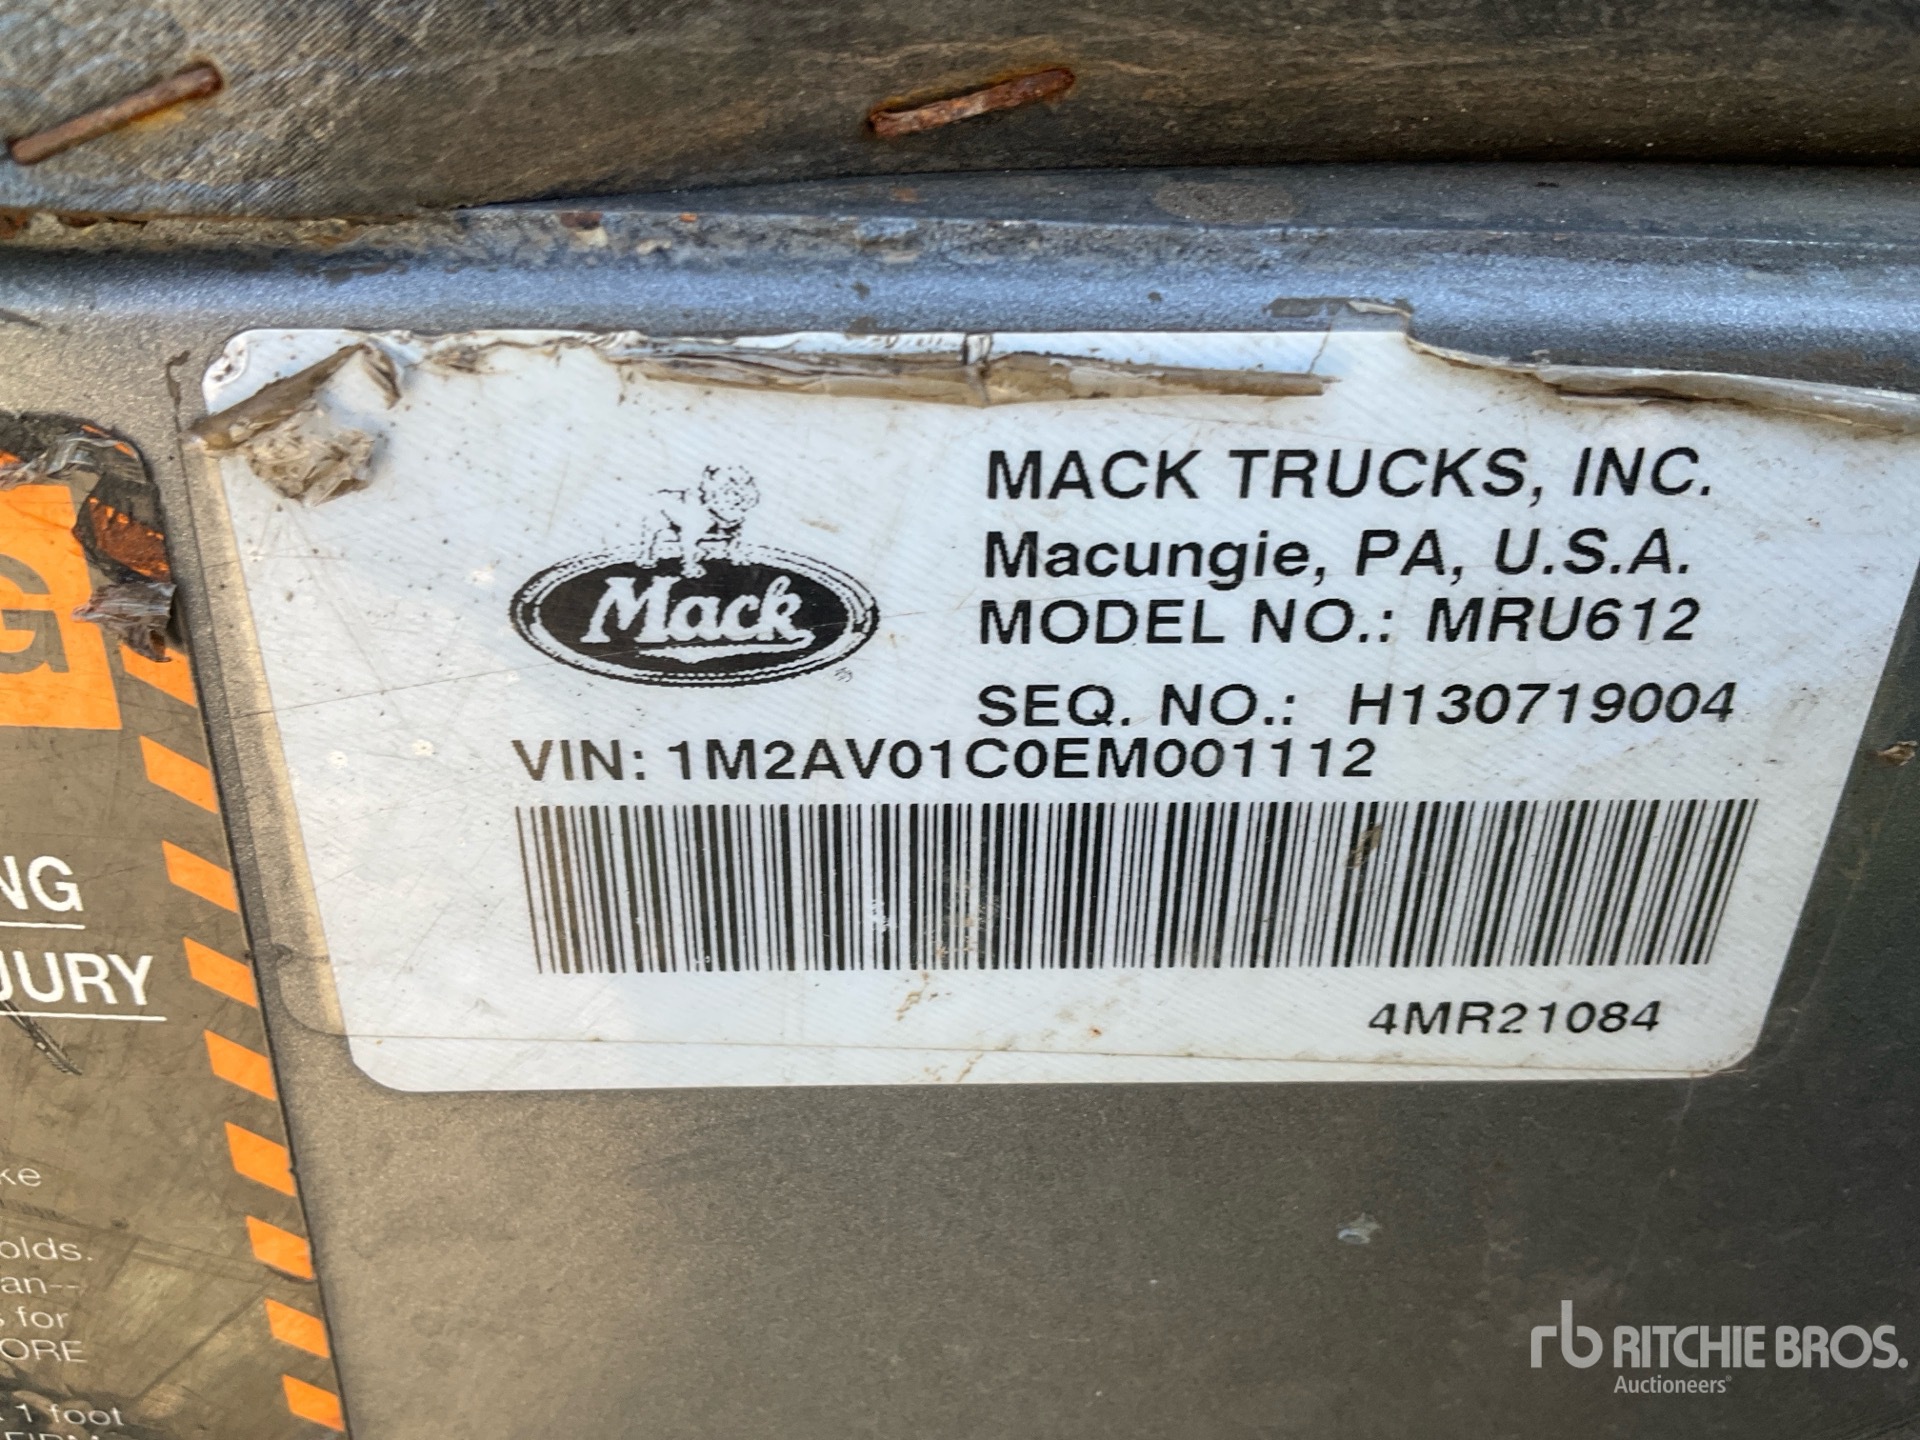 MACK TRUCKS, INC.
Macungie, PA, U.S.A.
Mack
MODEL NO.: MRU612
SEQ. NO.: H130719004
VIN: 1M2AV01C0EM001112
4MR21084
G
NG
JURY
ke
olds.
an--
for
ORE
1 foot
rb RITCHIE BROS.
Auctioneers